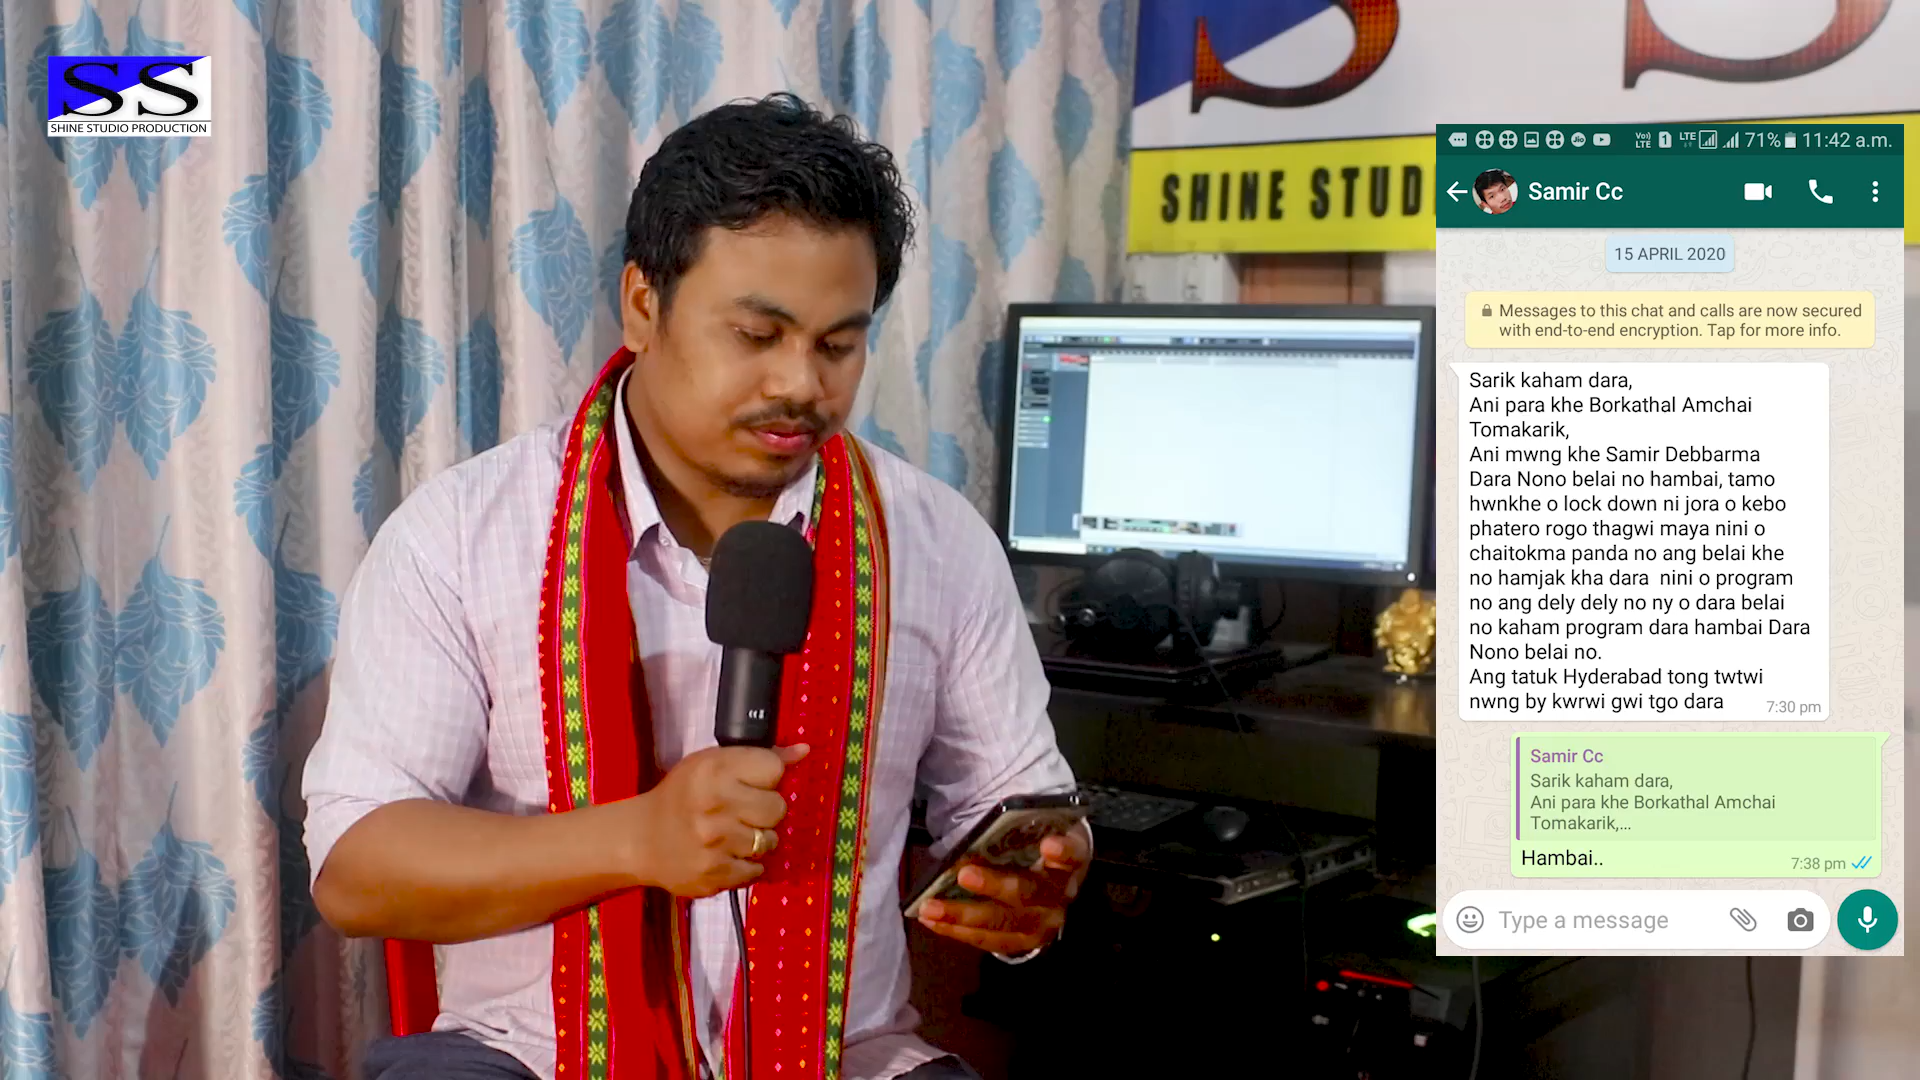 SS
SHINE STUDIO PRODUCTION
S S
SHINE STUD
71% 11:42 a.m.
Samir Cc
15 APRIL 2020
Messages to this chat and calls are now secured
with end-to-end encryption. Tap for more info.
Sarik kaham dara,
Ani para khe Borkathal Amchai
Tomakarik,
Ani mwng khe Samir Debbarma
Dara Nono belai no hambai, tamo
hwnkhe o lock down ni jora o kebo
phatero rogo thagwi maya nini o
chaitokma panda no ang belai khe
no hamjak kha dara nini o program
no ang dely dely no ny o dara belai
no kaham program dara hambai Dara
Nono belai no.
Ang tatuk Hyderabad tong twtwi
nwng by kwrwi gwi tgo dara
7:30 pm
Samir Cc
Sarik kaham dara,
Ani para khe Borkathal Amchai
Tomakarik,...
Hambai..
7:38 pm
Type a message